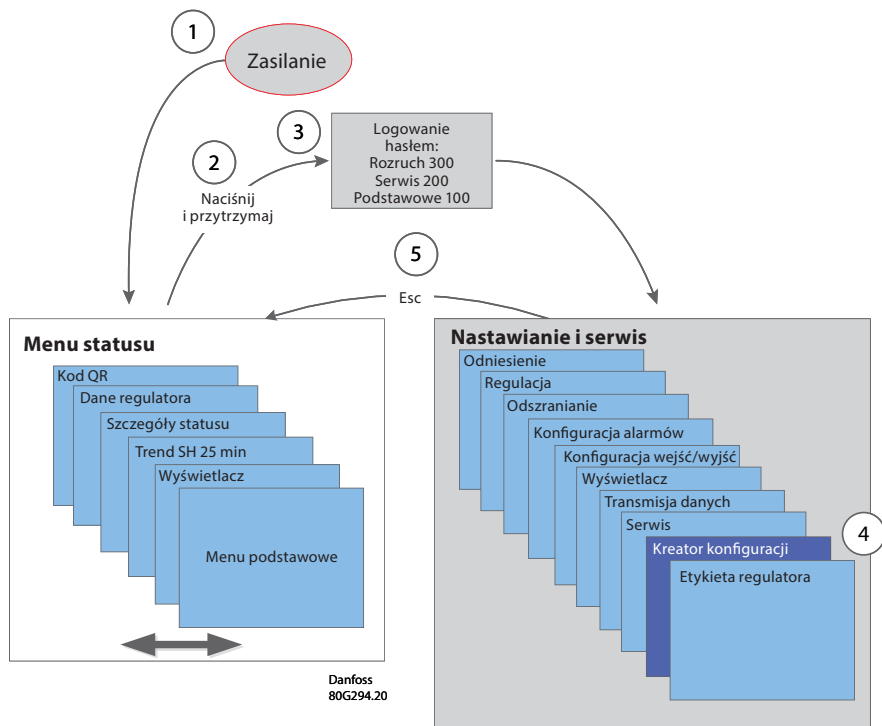 1
Zasilanie
2
Naciśnij
i przytrzymaj
3
Logowanie
hasłem:
Rozruch 300
Serwis 200
Podstawowe 100
5
Esc
Menu statusu
Kod QR
Dane regulatora
Szczegóły statusu
Trend SH 25 min
Wyświetlacz
Menu podstawowe
Danfoss
80G294.20
Nastawianie i serwis
Odniesienie
Regulacja
Odszranianie
Konfiguracja alarmów
Konfiguracja wejść/wyjść
Wyświetlacz
Transmisja danych
Serwis
Kreator konfiguracji
4
Etykieta regulatora